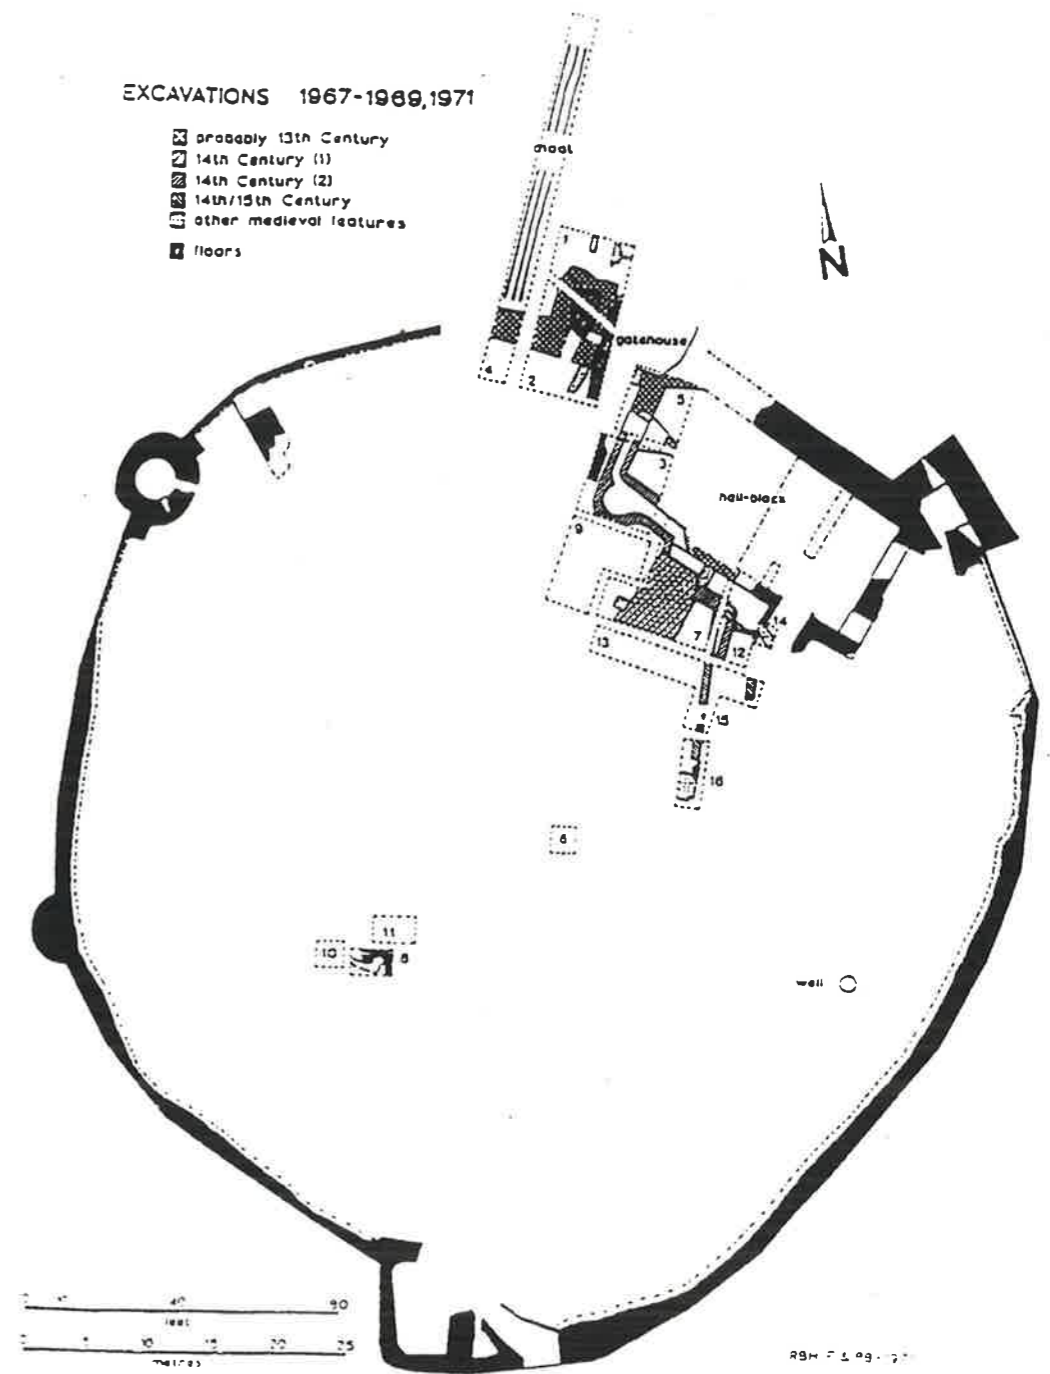 EXCAVATIONS 1967-1969, 1971
probably 13th Century
14th Century (1)
14th Century (2)
14th/15th Century
other medieval features
floors
moat
N
1
gatehouse
4
2
5
3
hall-block
9
14
7
12
13
15
16
6
11
10
8
well
40
80
feet
5
10
15
20
25
metres